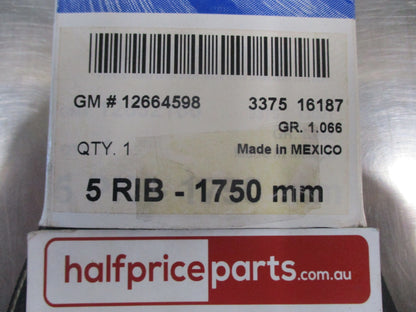 GM # 12664598 3375 16187
GR. 1.066
QTY. 1 Made in MEXICO
5 RIB - 1750 mm
halfpriceparts.com.au